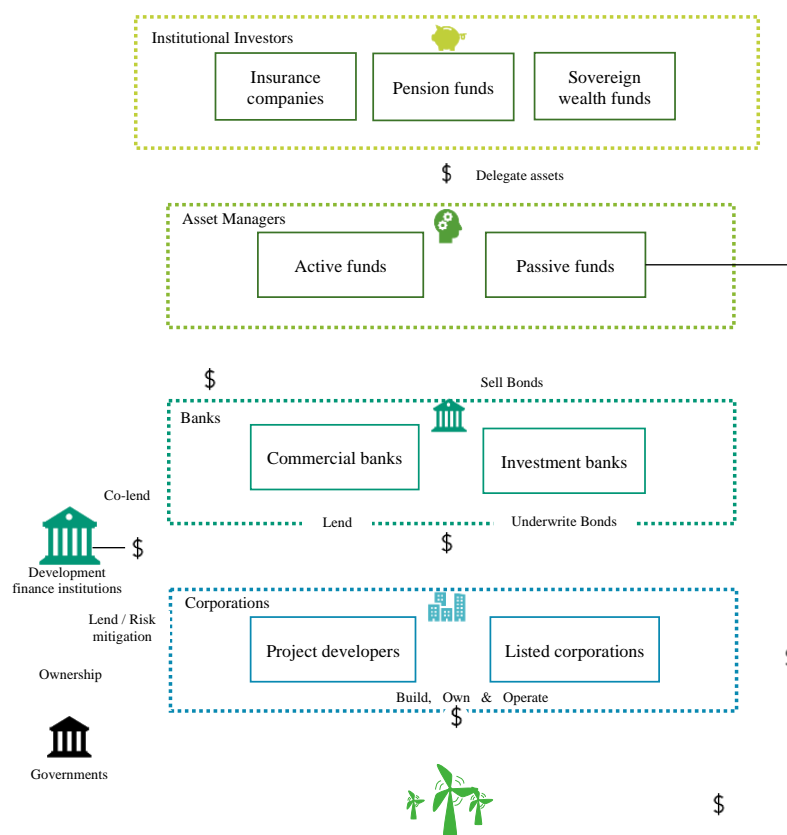 Institutional Investors
Insurance
companies
Pension funds
Sovereign
wealth funds
$ Delegate assets
Asset Managers
Active funds
Passive funds
$
Sell Bonds
Banks
Commercial banks
Investment banks
Co-lend
Lend
Underwrite Bonds
$
$
Development
finance institutions
Corporations
Lend / Risk
mitigation
Project developers
Listed corporations
Ownership
Build, Own & Operate
$
Governments
$